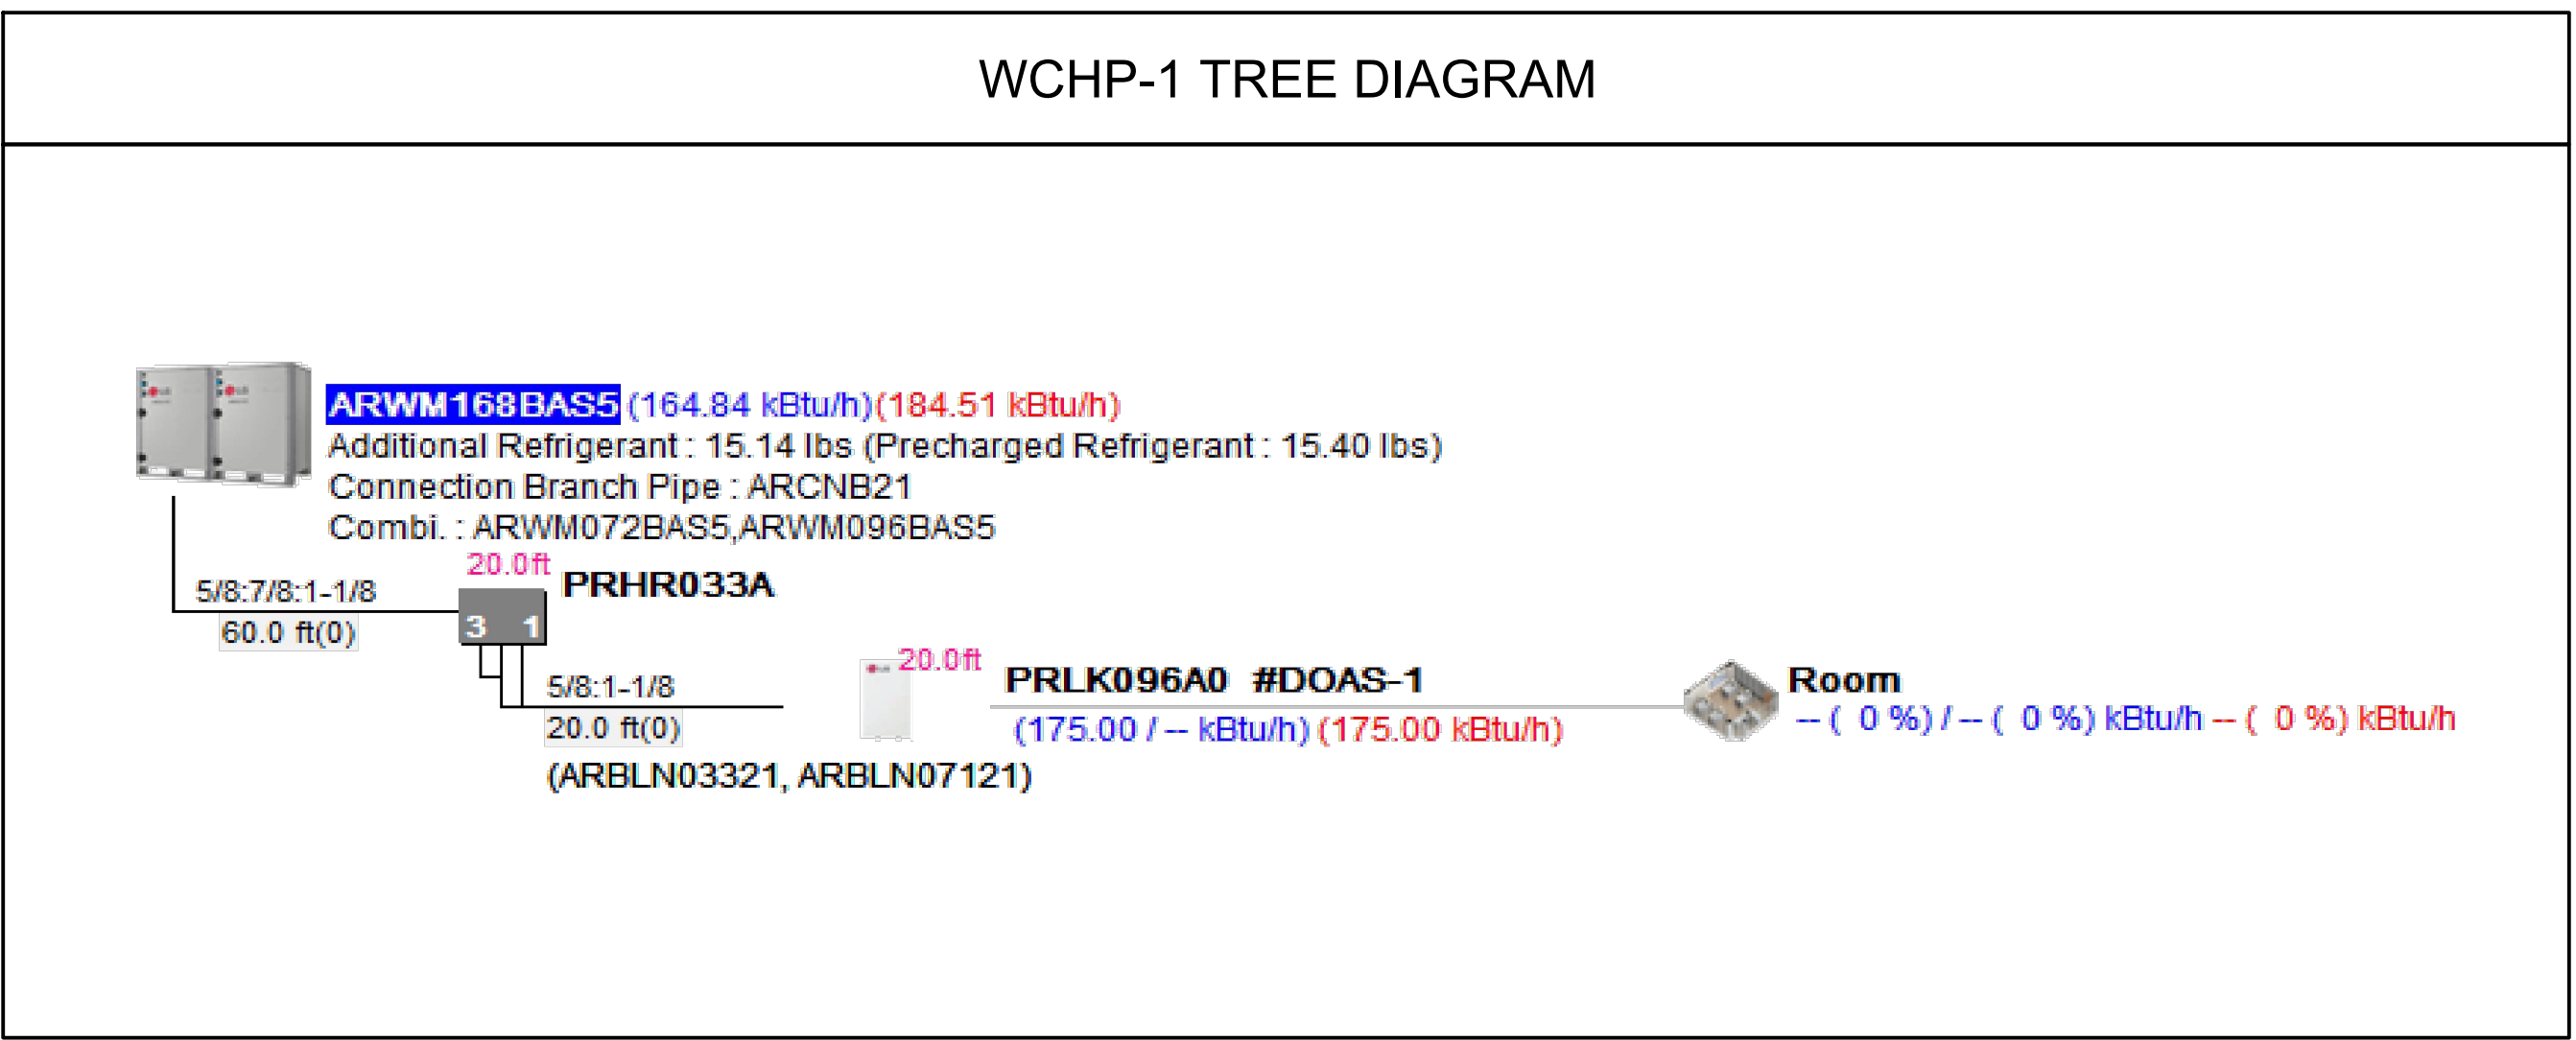 WCHP-1 TREE DIAGRAM
ARWM168BAS5 (164.84 kBtu/h)(184.51 kBtu/h)
Additional Refrigerant : 15.14 lbs (Precharged Refrigerant : 15.40 lbs)
Connection Branch Pipe : ARCNB21
Combi. : ARWM072BAS5,ARWM096BAS5
20.0ft
PRHR033A
5/8:7/8:1-1/8
60.0 ft(0)
3 1
20.0ft
PRLK096A0 #DOAS-1
Room
5/8:1-1/8
20.0 ft(0)
(175.00 / -- kBtu/h) (175.00 kBtu/h)
-- ( 0 %) / -- ( 0 %) kBtu/h -- ( 0 %) kBtu/h
(ARBLN03321, ARBLN07121)